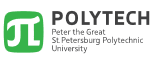 POLYTECH
Peter the Great
St.Petersburg Polytechnic
University